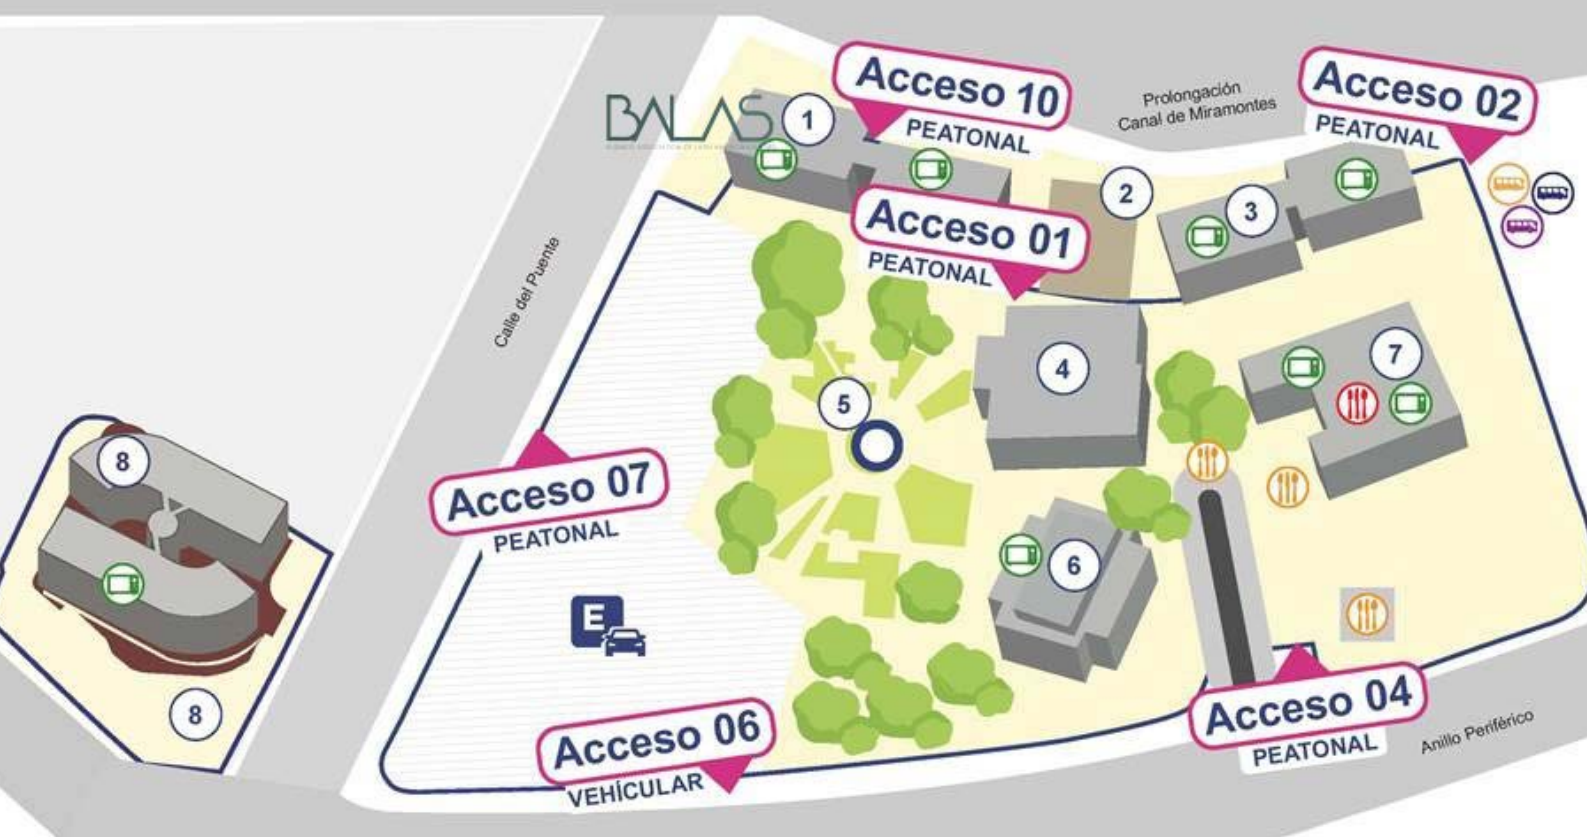 Acceso 10
PEATONAL
Prolongación
Canal de Miramontes
Acceso 02
PEATONAL
BALAS
1
2
3
Acceso 01
PEATONAL
Calle del Puente
4
7
5
8
Acceso 07
PEATONAL
6
E
8
Acceso 06
VEHÍCULAR
Acceso 04
PEATONAL
Anillo Periférico